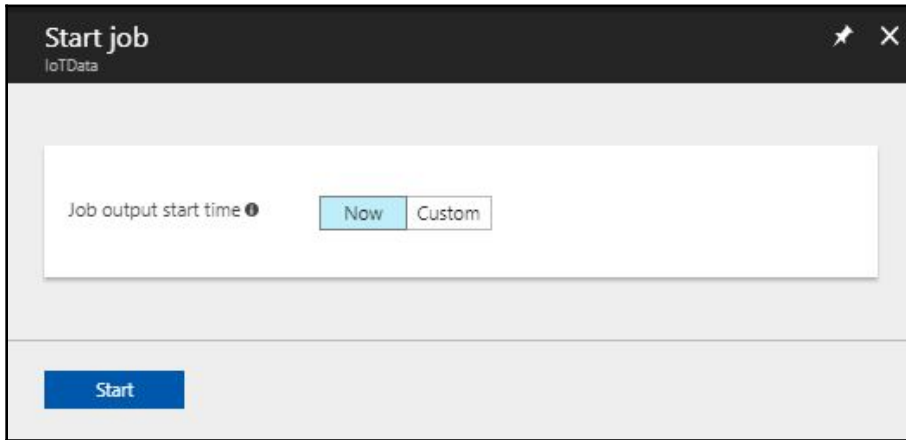 Start job
IoTData
Job output start time
Now
Custom
Start